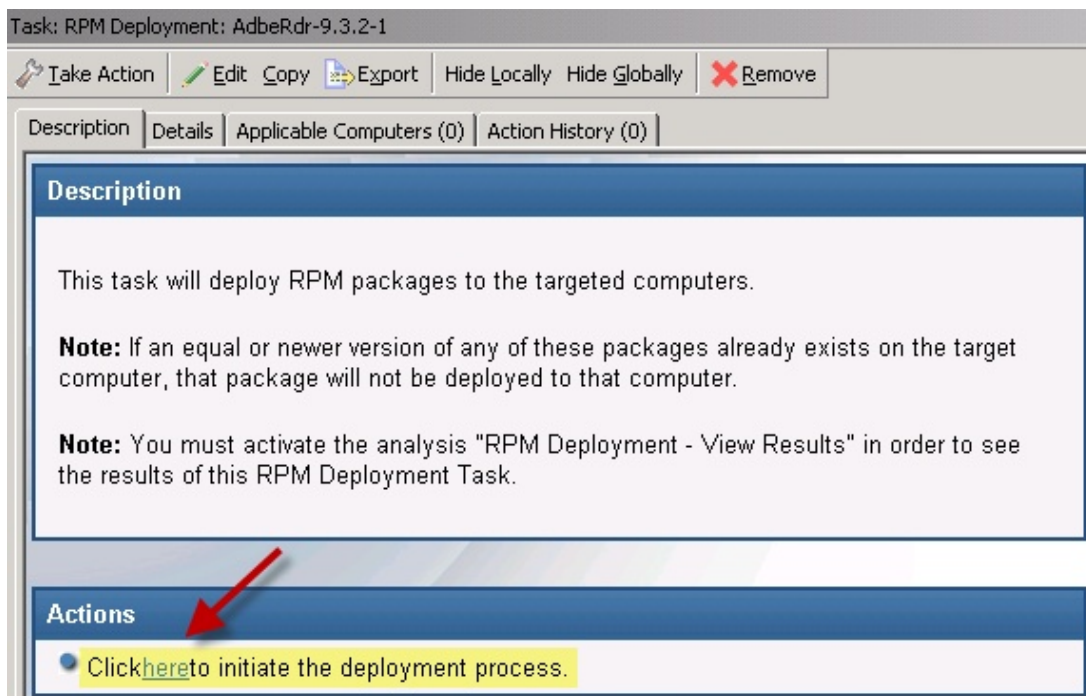 Task: RPM Deployment: AdbeRdr-9.3.2-1
Take Action Edit Copy Export Hide Locally Hide Globally Remove
Description Details Applicable Computers (0) Action History (0)
Description
This task will deploy RPM packages to the targeted computers.
Note: If an equal or newer version of any of these packages already exists on the target
computer, that package will not be deployed to that computer.
Note: You must activate the analysis "RPM Deployment - View Results" in order to see
the results of this RPM Deployment Task.
Actions
Clickhereto initiate the deployment process.